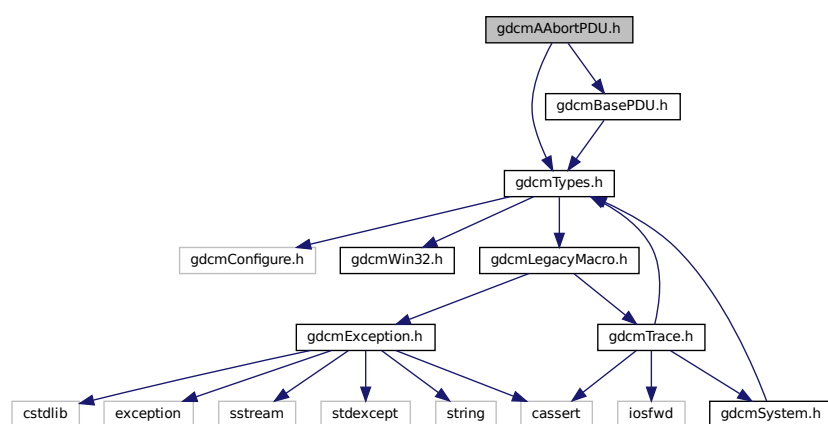 gdcmAAbortPDU.h
gdcmBasePDU.h
gdcmTypes.h
gdcmConfigure.h
gdcmWin32.h
gdcmLegacyMacro.h
gdcmException.h
gdcmTrace.h
cstdlib
exception
sstream
stdexcept
string
cassert
iosfwd
gdcmSystem.h